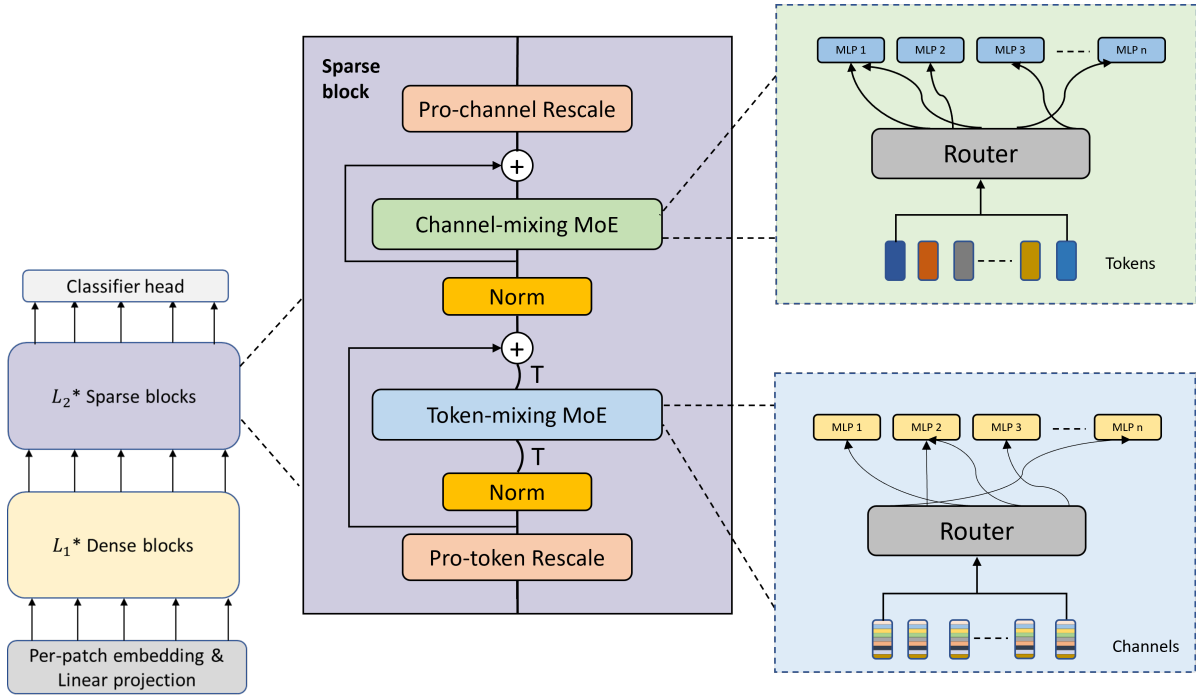 Classifier head
L₂* Sparse blocks
L₁* Dense blocks
Per-patch embedding &
Linear projection
Sparse
block
Pro-channel Rescale
+
Channel-mixing MoE
Norm
+
T
Token-mixing MoE
T
Norm
Pro-token Rescale
MLP 1
MLP 2
MLP 3
MLP n
Router
Tokens
MLP 1
MLP 2
MLP 3
MLP n
Router
Channels